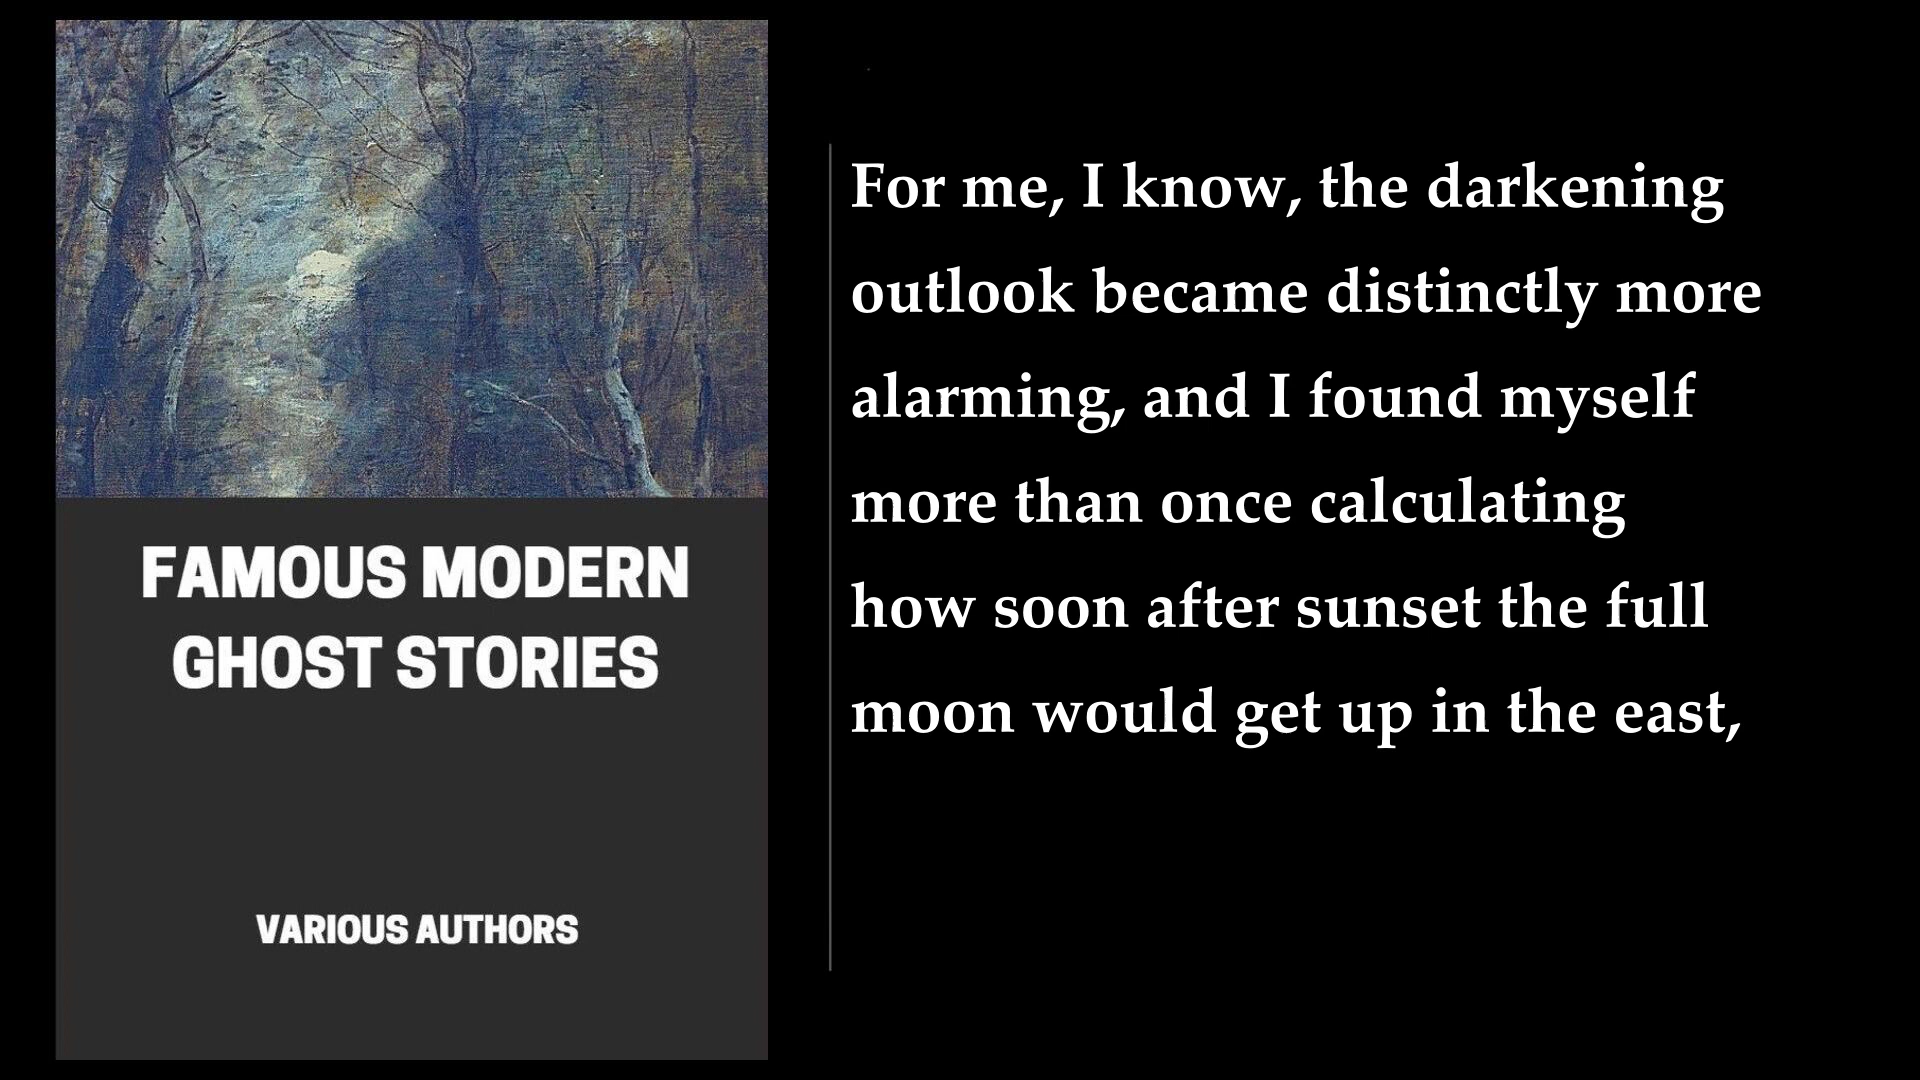 FAMOUS MODERN
GHOST STORIES
VARIOUS AUTHORS
For me, I know, the darkening
outlook became distinctly more
alarming, and I found myself
more than once calculating
how soon after sunset the full
moon would get up in the east,